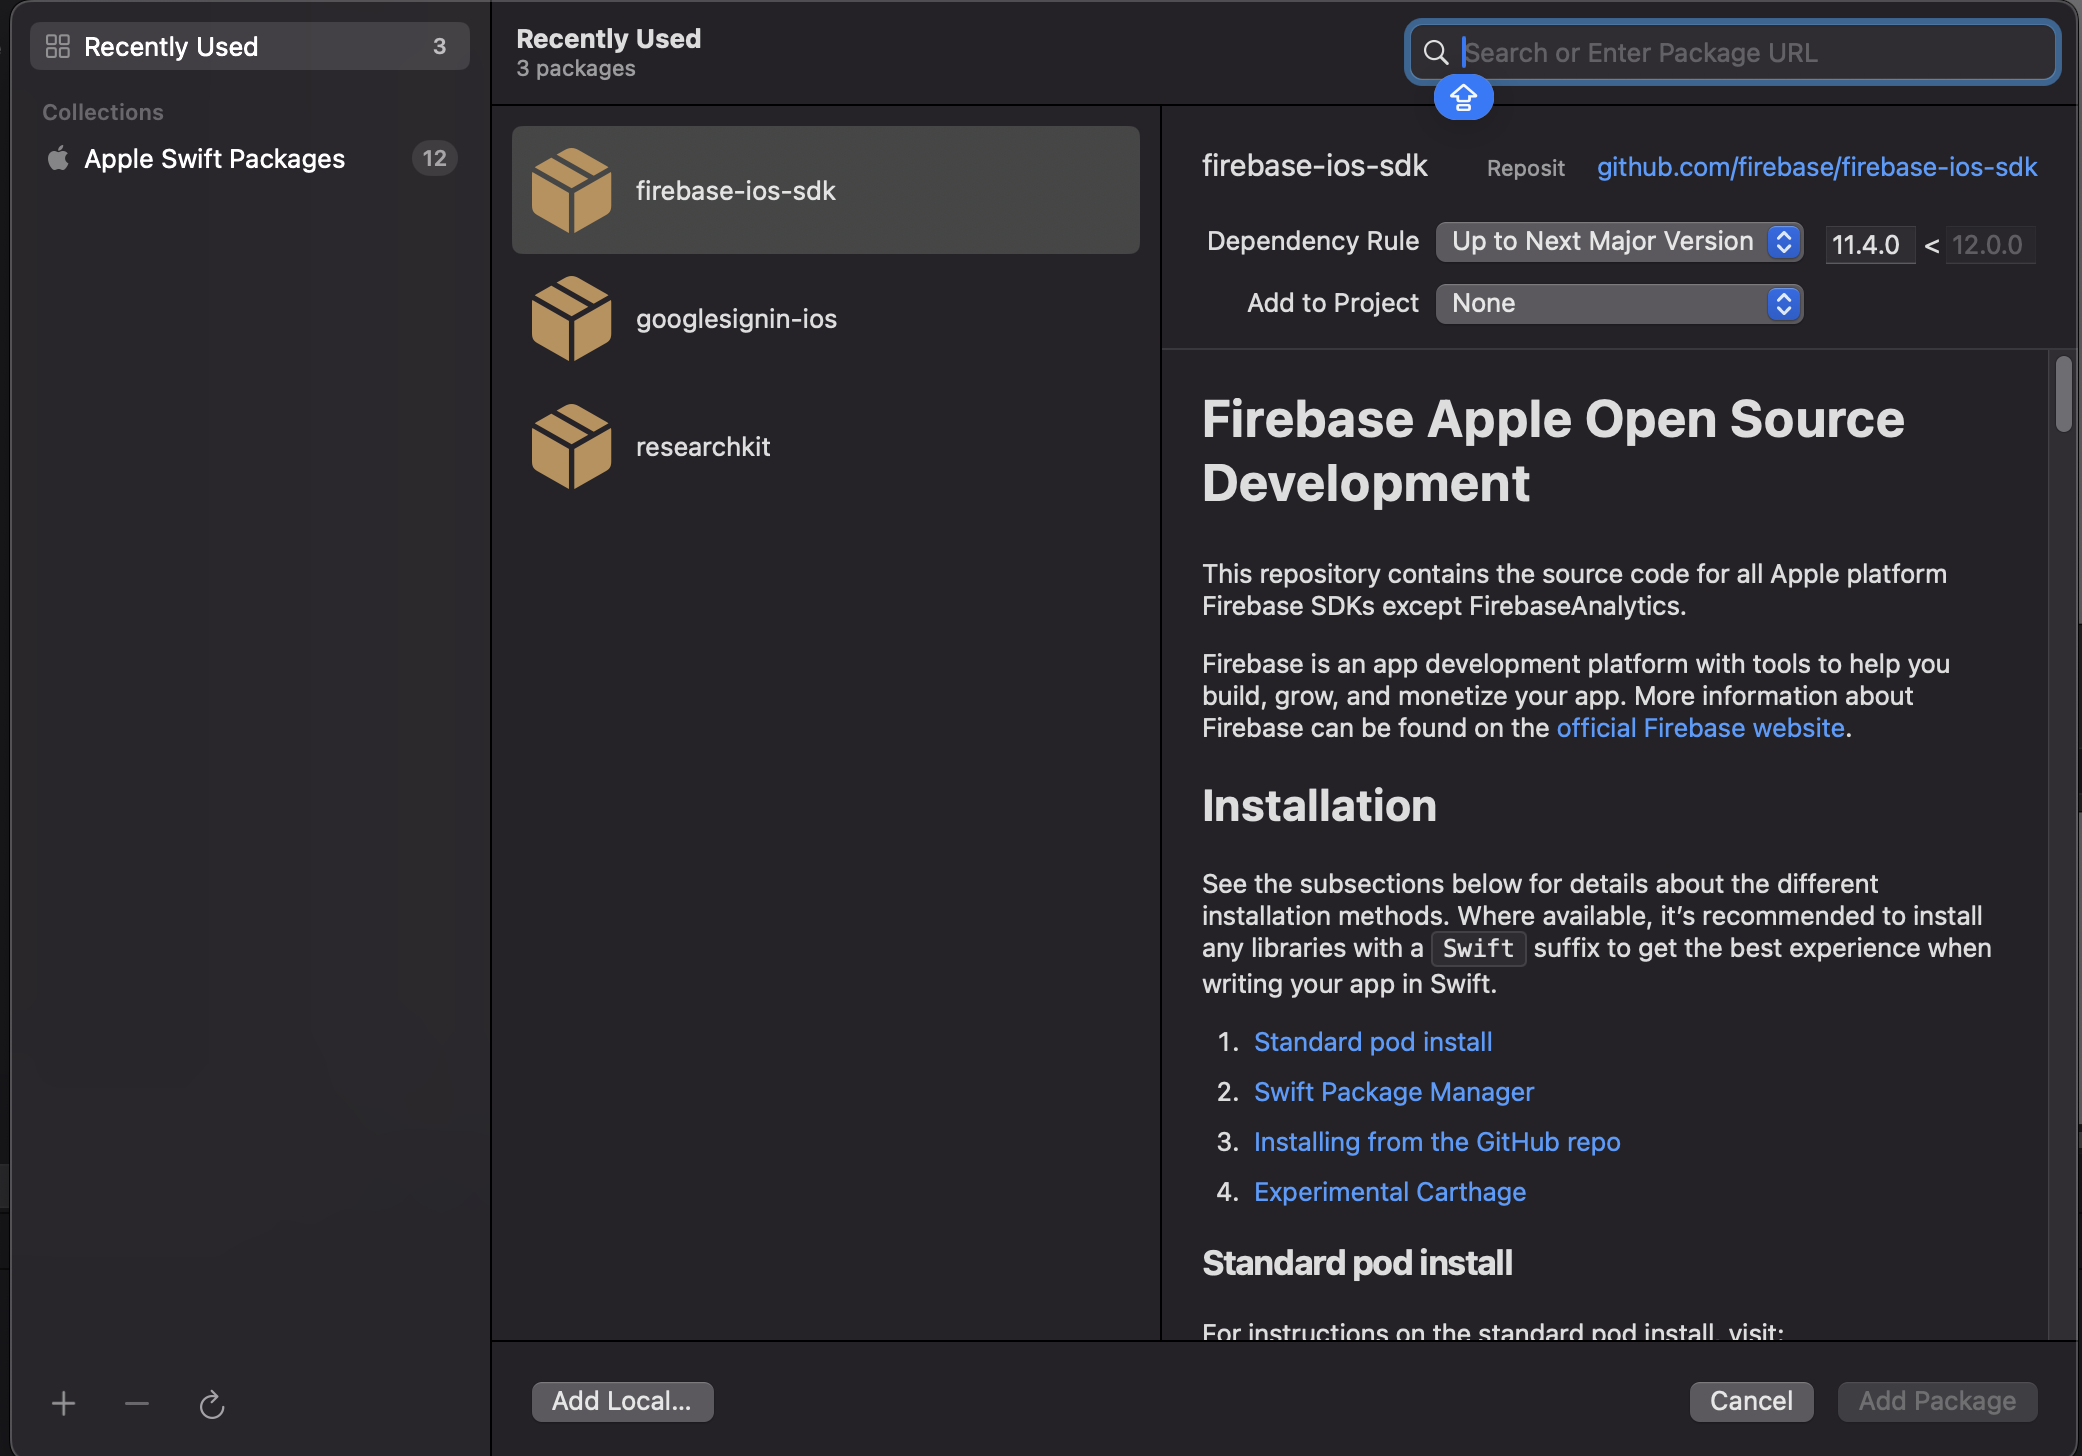 Recently Used 3
Collections
Apple Swift Packages 12
Recently Used
3 packages
Search or Enter Package URL
firebase-ios-sdk
googlesignin-ios
researchkit
firebase-ios-sdk Reposit github.com/firebase/firebase-ios-sdk
Dependency Rule Up to Next Major Version 11.4.0 < 12.0.0
Add to Project None
Firebase Apple Open Source
Development
This repository contains the source code for all Apple platform
Firebase SDKs except FirebaseAnalytics.
Firebase is an app development platform with tools to help you
build, grow, and monetize your app. More information about
Firebase can be found on the official Firebase website.
Installation
See the subsections below for details about the different
installation methods. Where available, it's recommended to install
any libraries with a Swift suffix to get the best experience when
writing your app in Swift.
1. Standard pod install
2. Swift Package Manager
3. Installing from the GitHub repo
4. Experimental Carthage
Standard pod install
For instructions on the standard pod install, visit:
Add Local...
Cancel
Add Package